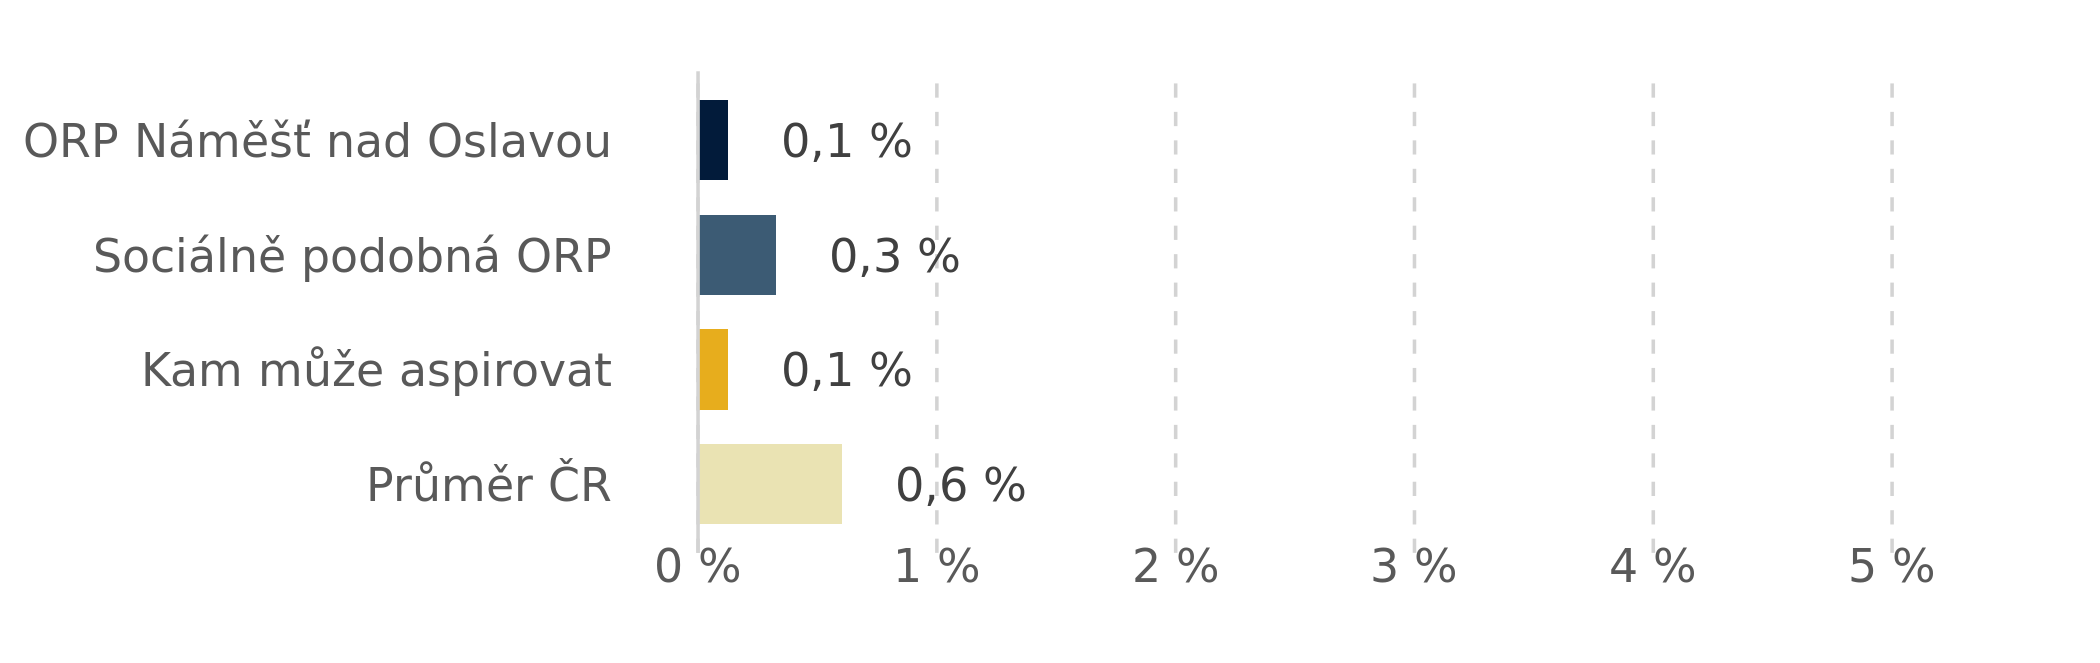 ORP Náměšť nad Oslavou 0,1 %
Sociálně podobná ORP 0,3 %
Kam může aspirovat 0,1 %
Průměr ČR 0,6 %
0 % 1 % 2 % 3 % 4 % 5 %